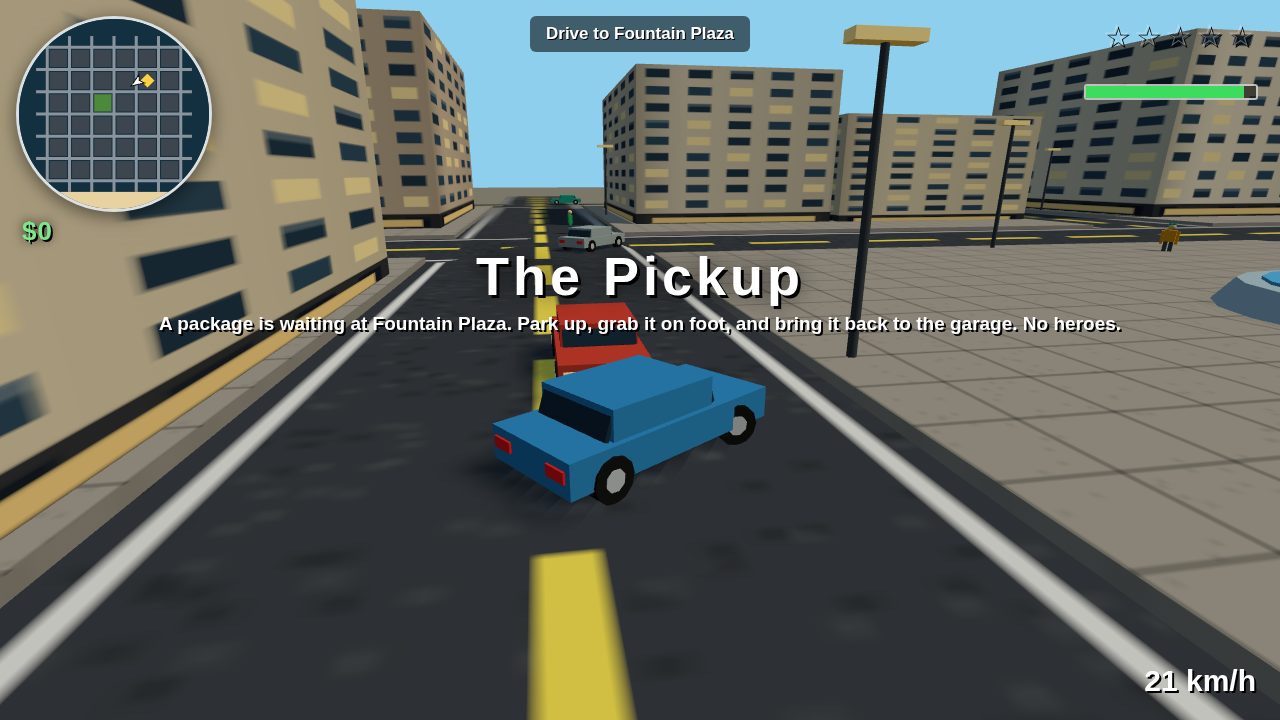 Drive to Fountain Plaza
$0
The Pickup
A package is waiting at Fountain Plaza. Park up, grab it on foot, and bring it back to the garage. No heroes.
21 km/h